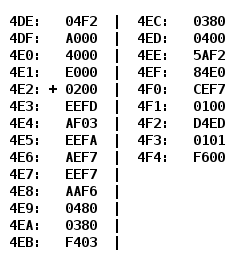 4DE: 04F2 | 4EC: 0380
4DF: A000 | 4ED: 0400
4E0: 4000 | 4EE: 5AF2
4E1: E000 | 4EF: 84E0
4E2: + 0200 | 4F0: CEF7
4E3: EEFD | 4F1: 0100
4E4: AF03 | 4F2: D4ED
4E5: EEFA | 4F3: 0101
4E6: AEF7 | 4F4: F600
4E7: EEF7 |
4E8: AAF6 |
4E9: 0480 |
4EA: 0380 |
4EB: F403 |